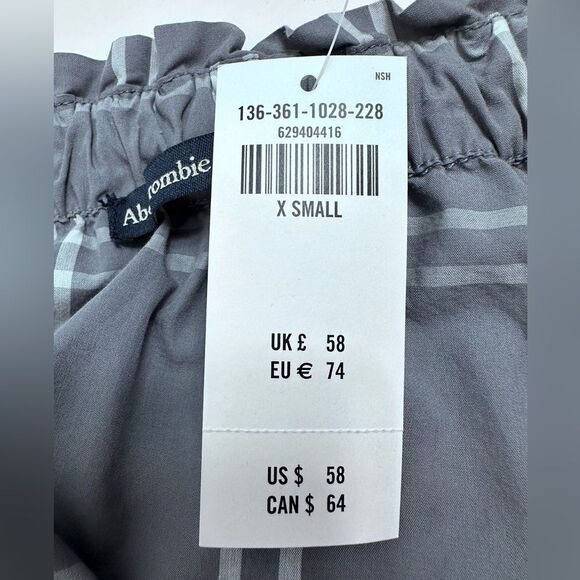 NSH
136-361-1028-228
629404416
X SMALL
UK £ 58
EU € 74
US $ 58
CAN $ 64